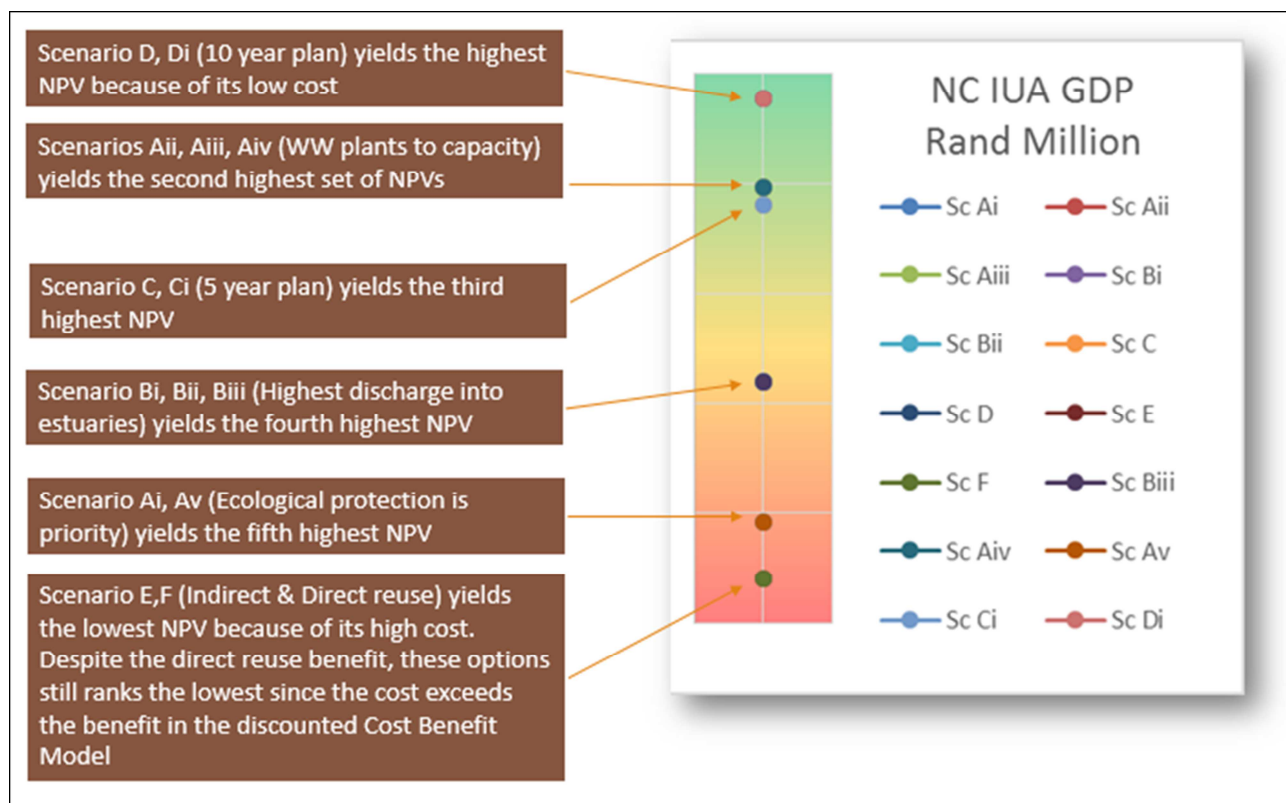 Scenario D, Di (10 year plan) yields the highest
NPV because of its low cost
Scenarios Aii, Aiii, Aiv (WW plants to capacity)
yields the second highest set of NPVs
Scenario C, Ci (5 year plan) yields the third
highest NPV
Scenario Bi, Bii, Biii (Highest discharge into
estuaries) yields the fourth highest NPV
Scenario Ai, Av (Ecological protection is
priority) yields the fifth highest NPV
Scenario E,F (Indirect & Direct reuse) yields
the lowest NPV because of its high cost.
Despite the direct reuse benefit, these options
still ranks the lowest since the cost exceeds
the benefit in the discounted Cost Benefit
Model
NC IUA GDP
Rand Million
Sc Ai
Sc Aii
Sc Aiii
Sc Bi
Sc Bii
Sc C
Sc D
Sc E
Sc F
Sc Biii
Sc Aiv
Sc Av
Sc Ci
Sc Di